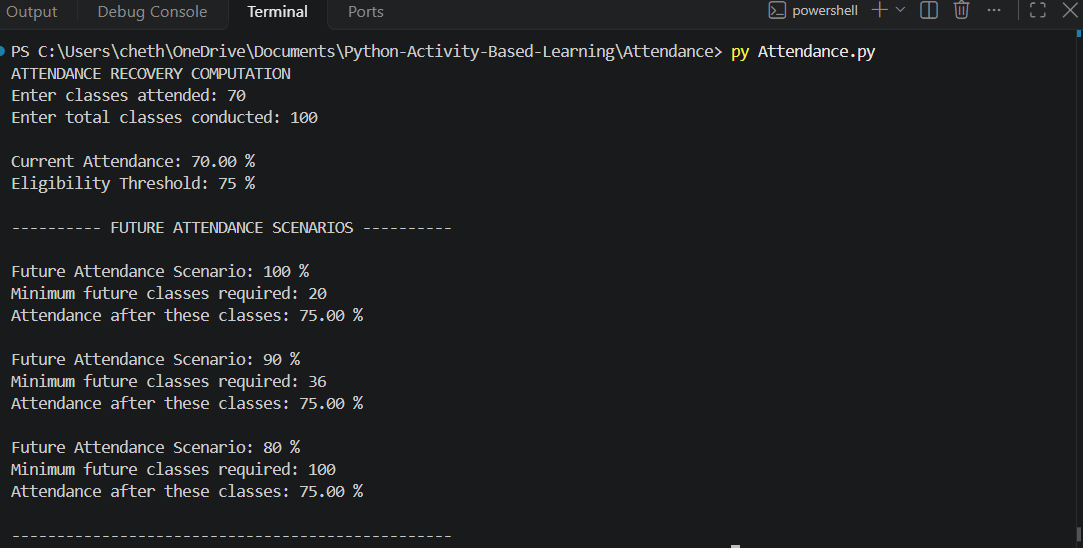 Output Debug Console Terminal Ports powershell
PS C:\Users\cheth\OneDrive\Documents\Python-Activity-Based-Learning\Attendance> py Attendance.py
ATTENDANCE RECOVERY COMPUTATION
Enter classes attended: 70
Enter total classes conducted: 100
Current Attendance: 70.00 %
Eligibility Threshold: 75 %
---------- FUTURE ATTENDANCE SCENARIOS ----------
Future Attendance Scenario: 100 %
Minimum future classes required: 20
Attendance after these classes: 75.00 %
Future Attendance Scenario: 90 %
Minimum future classes required: 36
Attendance after these classes: 75.00 %
Future Attendance Scenario: 80 %
Minimum future classes required: 100
Attendance after these classes: 75.00 %
-------------------------------------------------